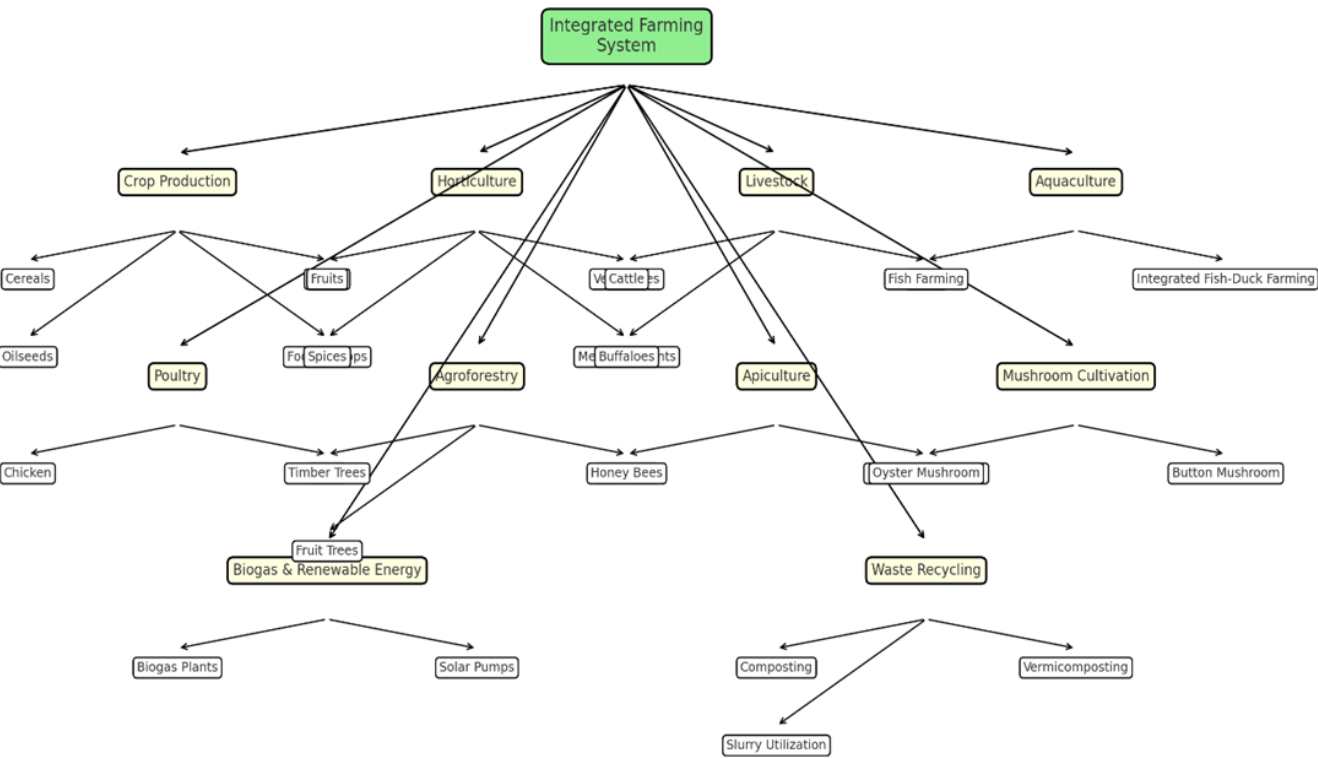 Integrated Farming
System
Crop Production
Horticulture
Livestock
Aquaculture
Cereals
Fruits
Cattle
Fish Farming
Integrated Fish-Duck Farming
Oilseeds
Spices
Buffaloes
Poultry
Agroforestry
Apiculture
Mushroom Cultivation
Chicken
Timber Trees
Honey Bees
Oyster Mushroom
Button Mushroom
Fruit Trees
Biogas & Renewable Energy
Waste Recycling
Biogas Plants
Solar Pumps
Composting
Vermicomposting
Slurry Utilization